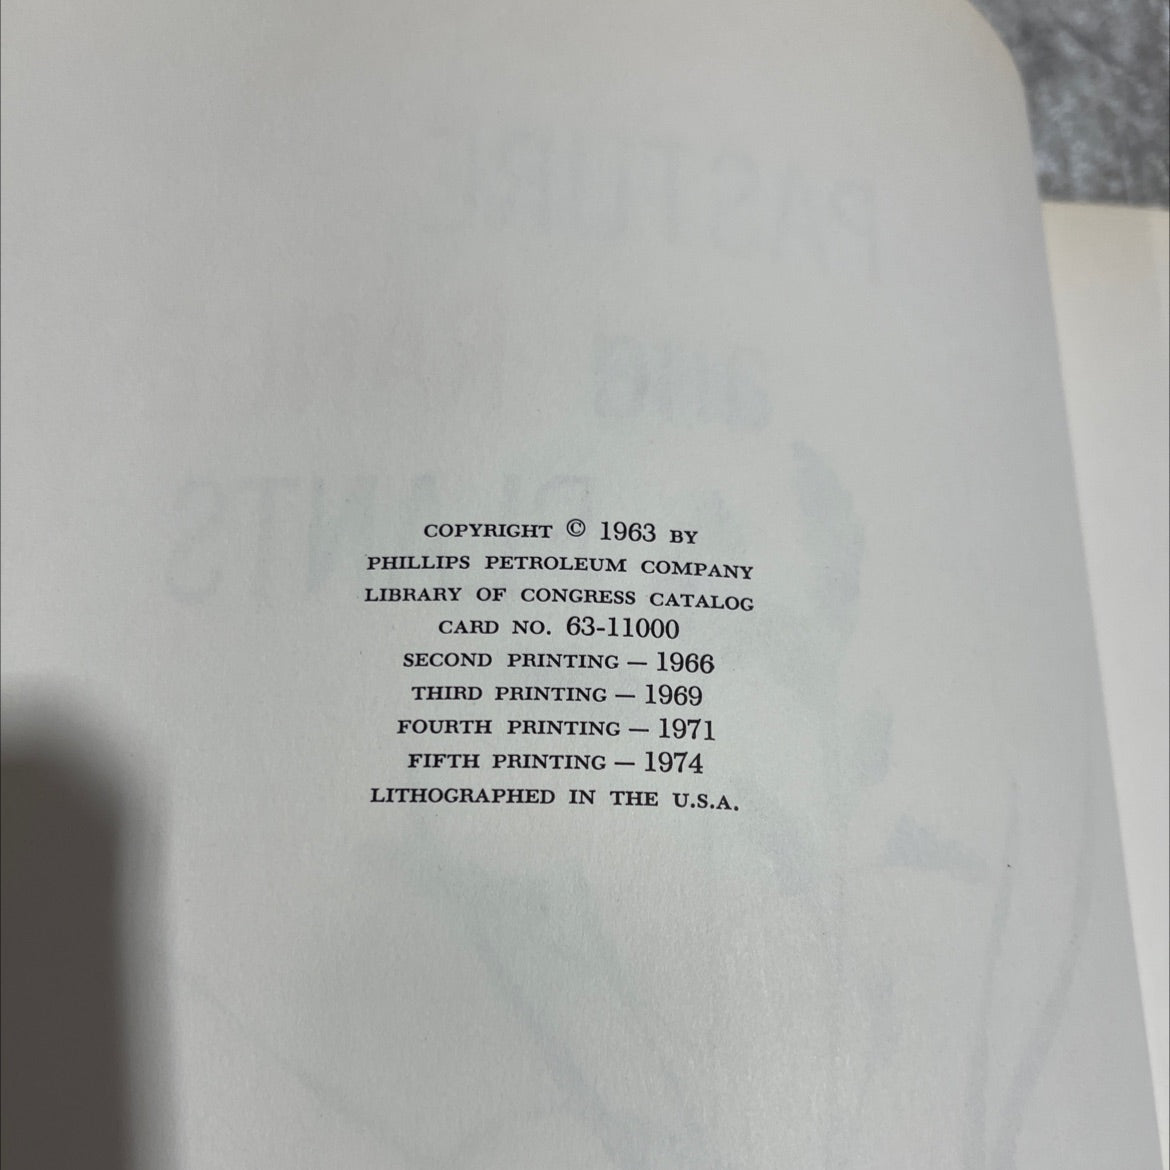 COPYRIGHT © 1963 BY
PHILLIPS PETROLEUM COMPANY
LIBRARY OF CONGRESS CATALOG
CARD NO. 63-11000
SECOND PRINTING — 1966
THIRD PRINTING — 1969
FOURTH PRINTING — 1971
FIFTH PRINTING — 1974
LITHOGRAPHED IN THE U.S.A.